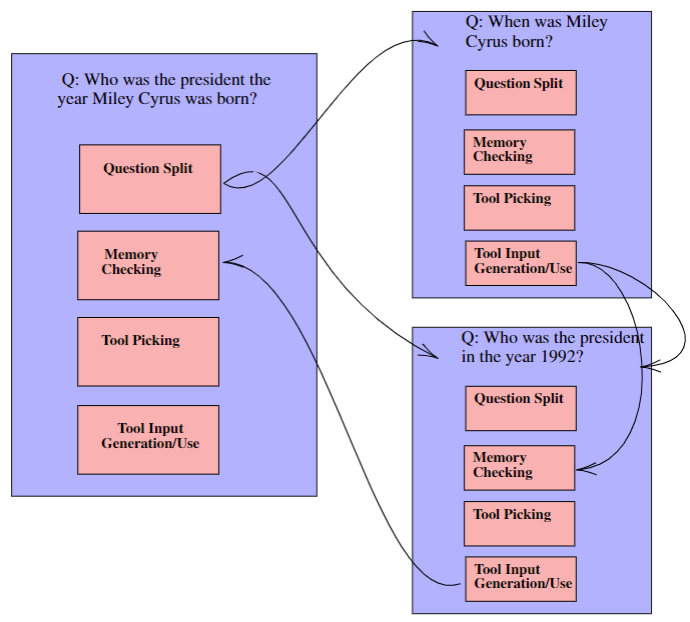 Q: Who was the president the
year Miley Cyrus was born?
Question Split
Memory
Checking
Tool Picking
Tool Input
Generation/Use
Q: When was Miley
Cyrus born?
Question Split
Memory
Checking
Tool Picking
Tool Input
Generation/Use
Q: Who was the president
in the year 1992?
Question Split
Memory
Checking
Tool Picking
Tool Input
Generation/Use